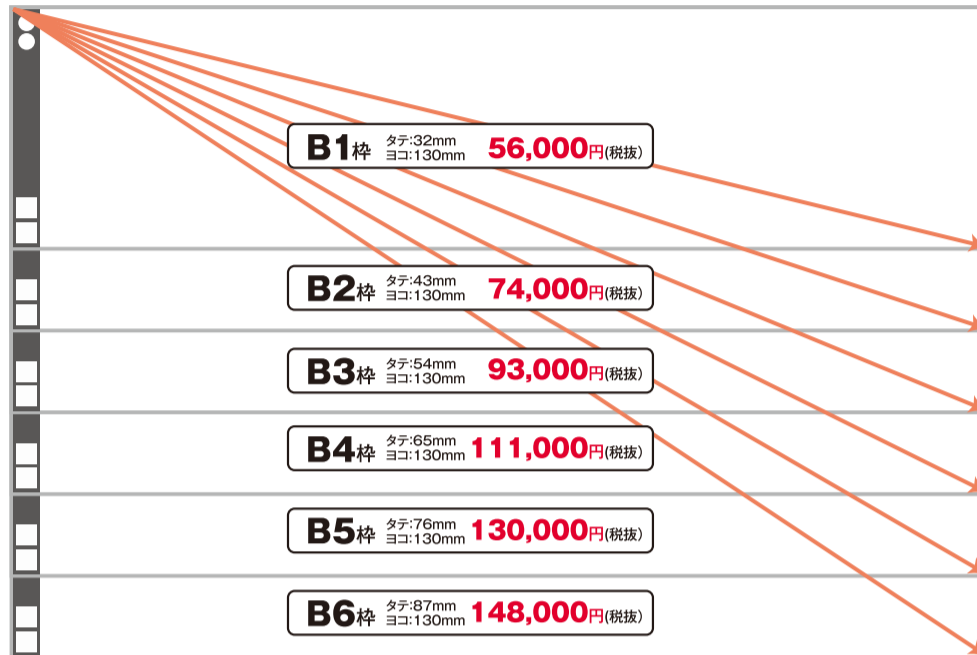 B1枠 タテ:32mm ヨコ:130mm 56,000円(税抜)
B2枠 タテ:43mm ヨコ:130mm 74,000円(税抜)
B3枠 タテ:54mm ヨコ:130mm 93,000円(税抜)
B4枠 タテ:65mm ヨコ:130mm 111,000円(税抜)
B5枠 タテ:76mm ヨコ:130mm 130,000円(税抜)
B6枠 タテ:87mm ヨコ:130mm 148,000円(税抜)